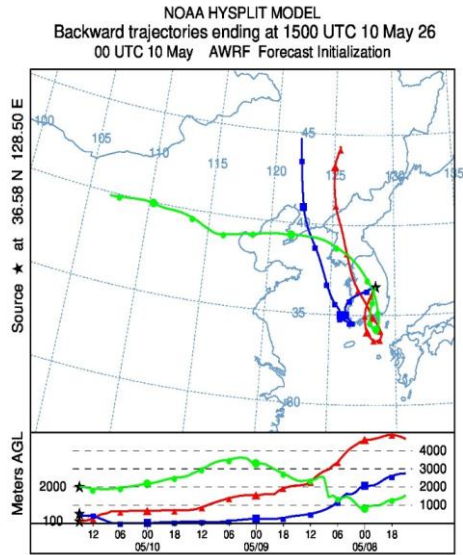 NOAA HYSPLIT MODEL
Backward trajectories ending at 1500 UTC 10 May 26
00 UTC 10 May AWRF Forecast Initialization
Source ★ at 36.58 N 128.50 E
100
105
110
115
120
125
130
135
45
40
35
30
Meters AGL
2000
100
4000
3000
2000
1000
12 06 00 18 12 06 00 18 12 06 00 18
05/10 05/09 05/08